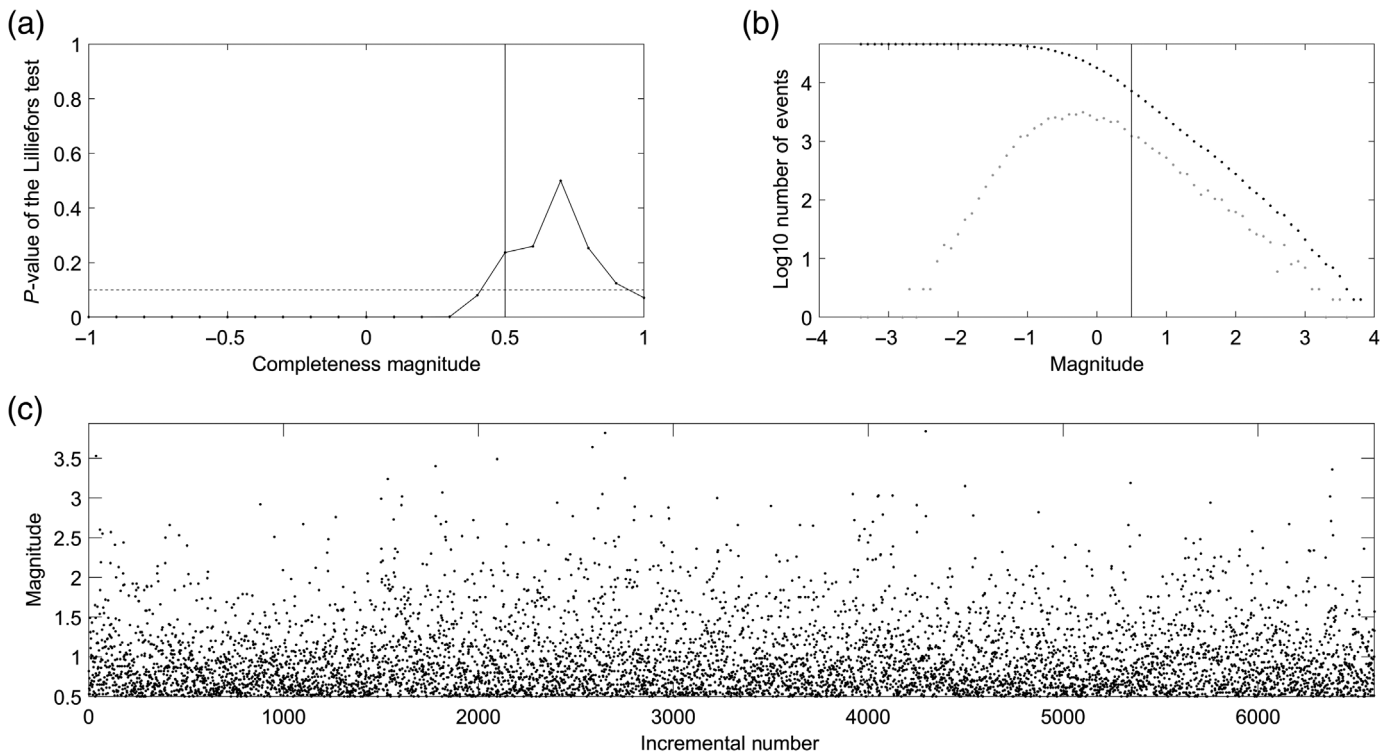 (a)
P-value of the Lilliefors test
1
0.8
0.6
0.4
0.2
0
−1 −0.5 0 0.5 1
Completeness magnitude
(b)
Log10 number of events
4
3
2
1
0
−4 −3 −2 −1 0 1 2 3 4
Magnitude
(c)
Magnitude
3.5
3
2.5
2
1.5
1
0.5
0 1000 2000 3000 4000 5000 6000
Incremental number